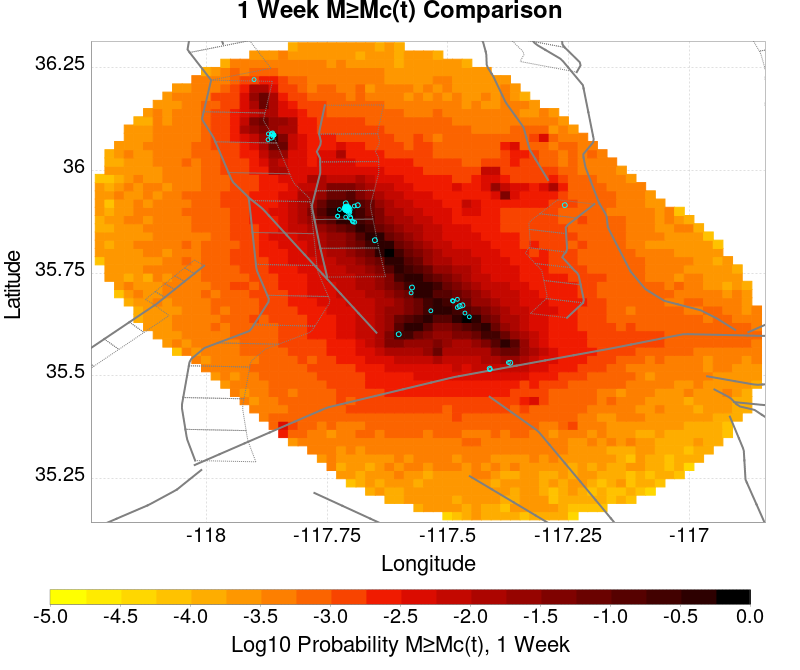 1 Week M≥Mc(t) Comparison
36.25
36
35.75
35.5
35.25
Latitude
-118 -117.75 -117.5 -117.25 -117
Longitude
-5.0 -4.5 -4.0 -3.5 -3.0 -2.5 -2.0 -1.5 -1.0 -0.5 0.0
Log10 Probability M≥Mc(t), 1 Week